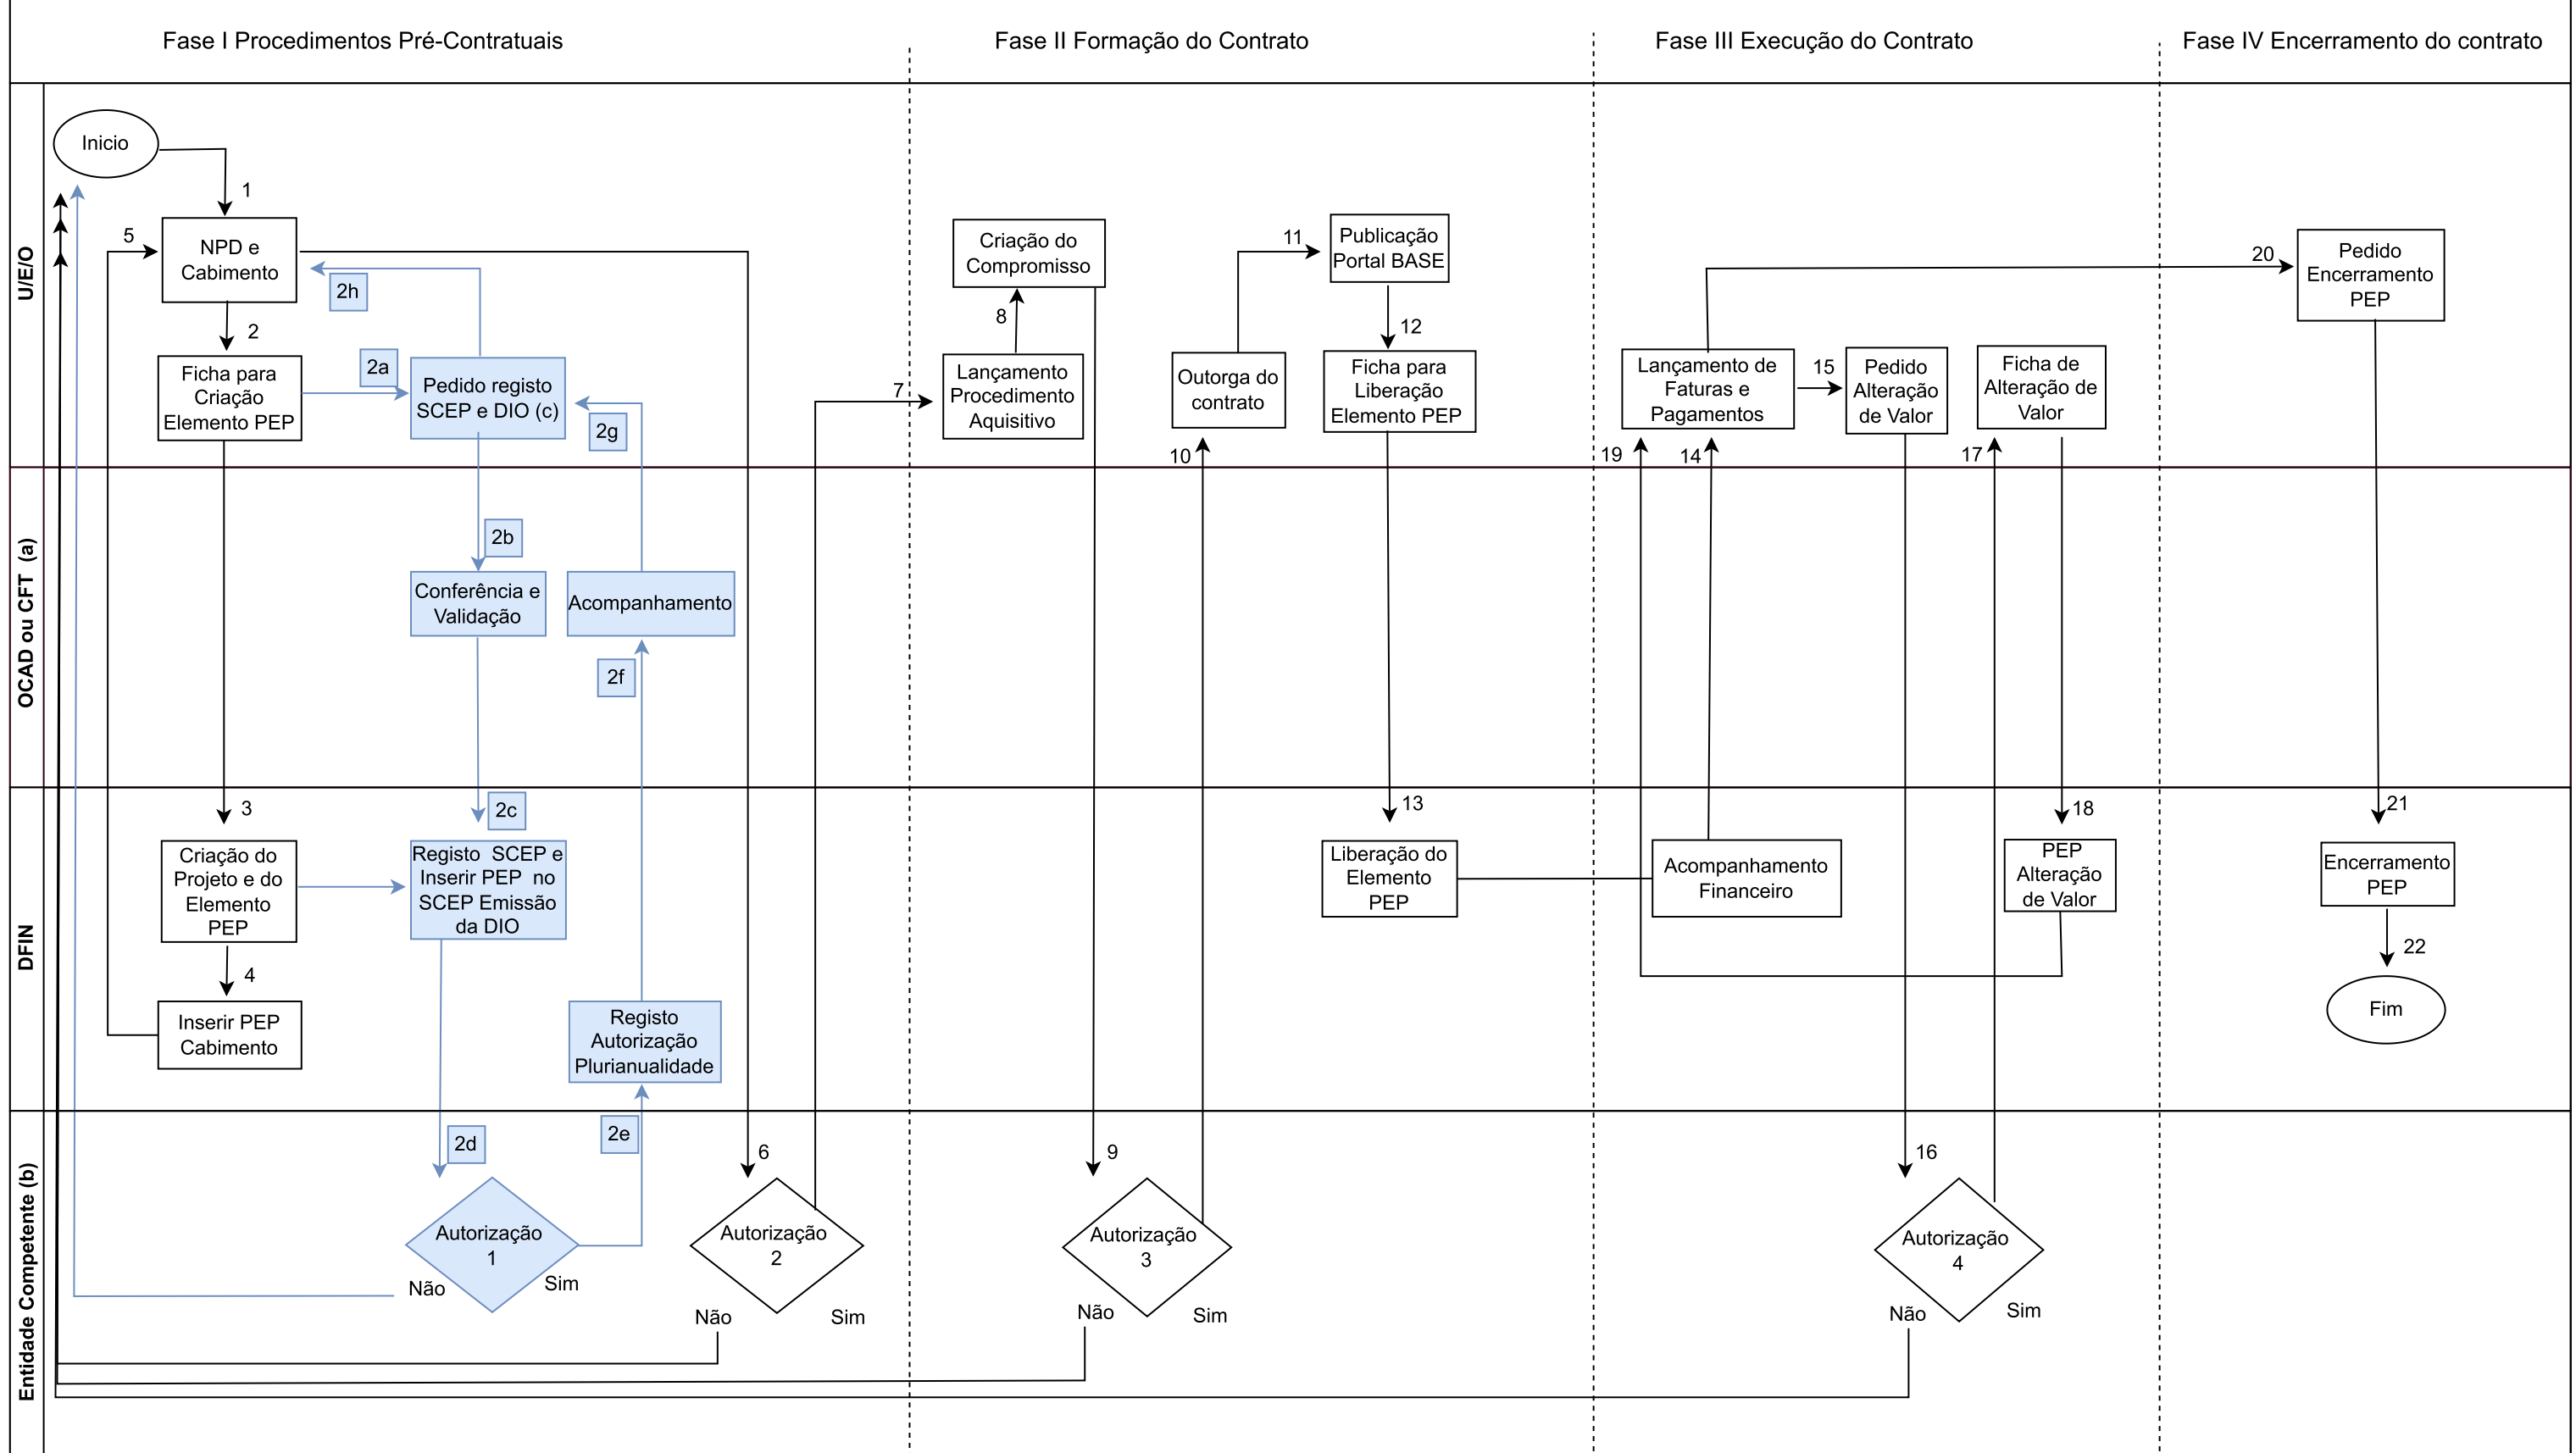 Fase I Procedimentos Pré-Contratuais
Fase II Formação do Contrato
Fase III Execução do Contrato
Fase IV Encerramento do contrato
U/E/O
Inicio
1
5
NPD e
Cabimento
2h
2
Ficha para
Criação
Elemento PEP
2a
Pedido registo
SCEP e DIO (c)
2g
7
Criação do
Compromisso
8
Lançamento
Procedimento
Aquisitivo
11
Publicação
Portal BASE
12
Outorga do
contrato
10
Ficha para
Liberação
Elemento PEP
Lançamento de
Faturas e
Pagamentos
15
Pedido
Alteração
de Valor
Ficha de
Alteração de
Valor
19
14
17
20
Pedido
Encerramento
PEP
OCAD ou CFT (a)
2b
Conferência e
Validação
Acompanhamento
2f
DFIN
3
2c
Criação do
Projeto e do
Elemento
PEP
Registo SCEP e
Inserir PEP no
SCEP Emissão
da DIO
4
Inserir PEP
Cabimento
Registo
Autorização
Plurianualidade
13
Liberação do
Elemento
PEP
Acompanhamento
Financeiro
18
PEP
Alteração
de Valor
21
Encerramento
PEP
22
Fim
Entidade Competente (b)
2d
2e
6
9
16
Autorização
1
Não
Sim
Autorização
2
Não
Sim
Autorização
3
Não
Sim
Autorização
4
Não
Sim